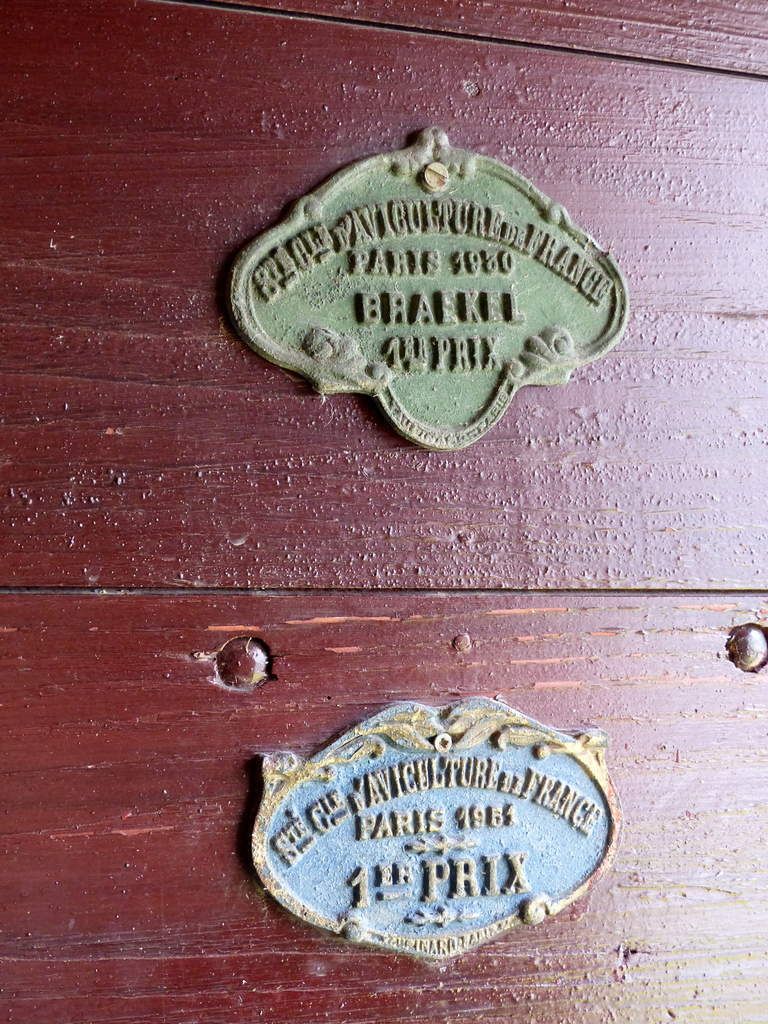 STÉ CLE D'AVICULTURE DE FRANCE
PARIS 1930
BRAEKEL
1ER PRIX
STÉ CLE D'AVICULTURE DE FRANCE
PARIS 1951
1ER PRIX